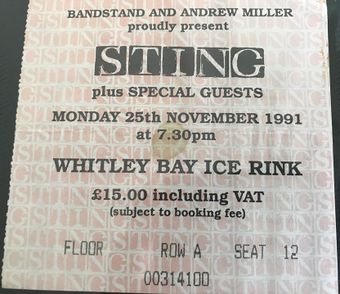 BANDSTAND AND ANDREW MILLER
proudly present
STING
plus SPECIAL GUESTS
MONDAY 25th NOVEMBER 1991
at 7.30pm
WHITLEY BAY ICE RINK
£15.00 including VAT
(subject to booking fee)
FLOOR ROW A SEAT 12
00314100